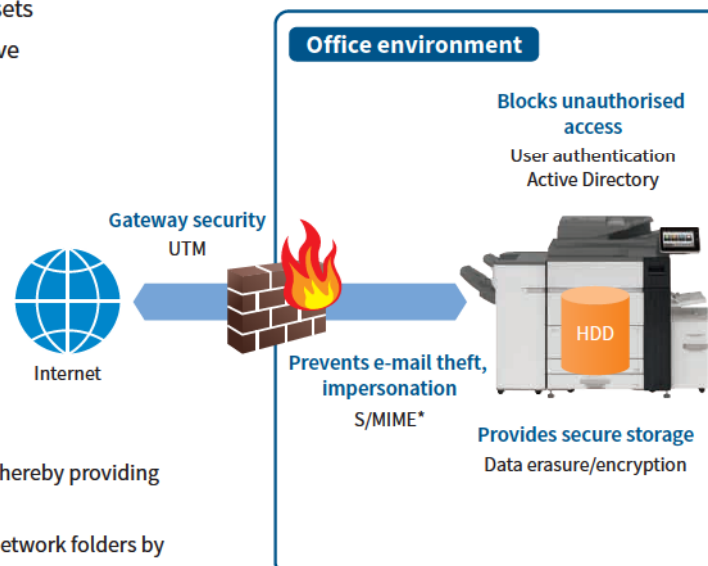 sets
ve
Office environment
Blocks unauthorised
access
User authentication
Active Directory
Gateway security
UTM
HDD
Internet
Prevents e-mail theft,
impersonation
S/MIME*
Provides secure storage
Data erasure/encryption
hereby providing
etwork folders by